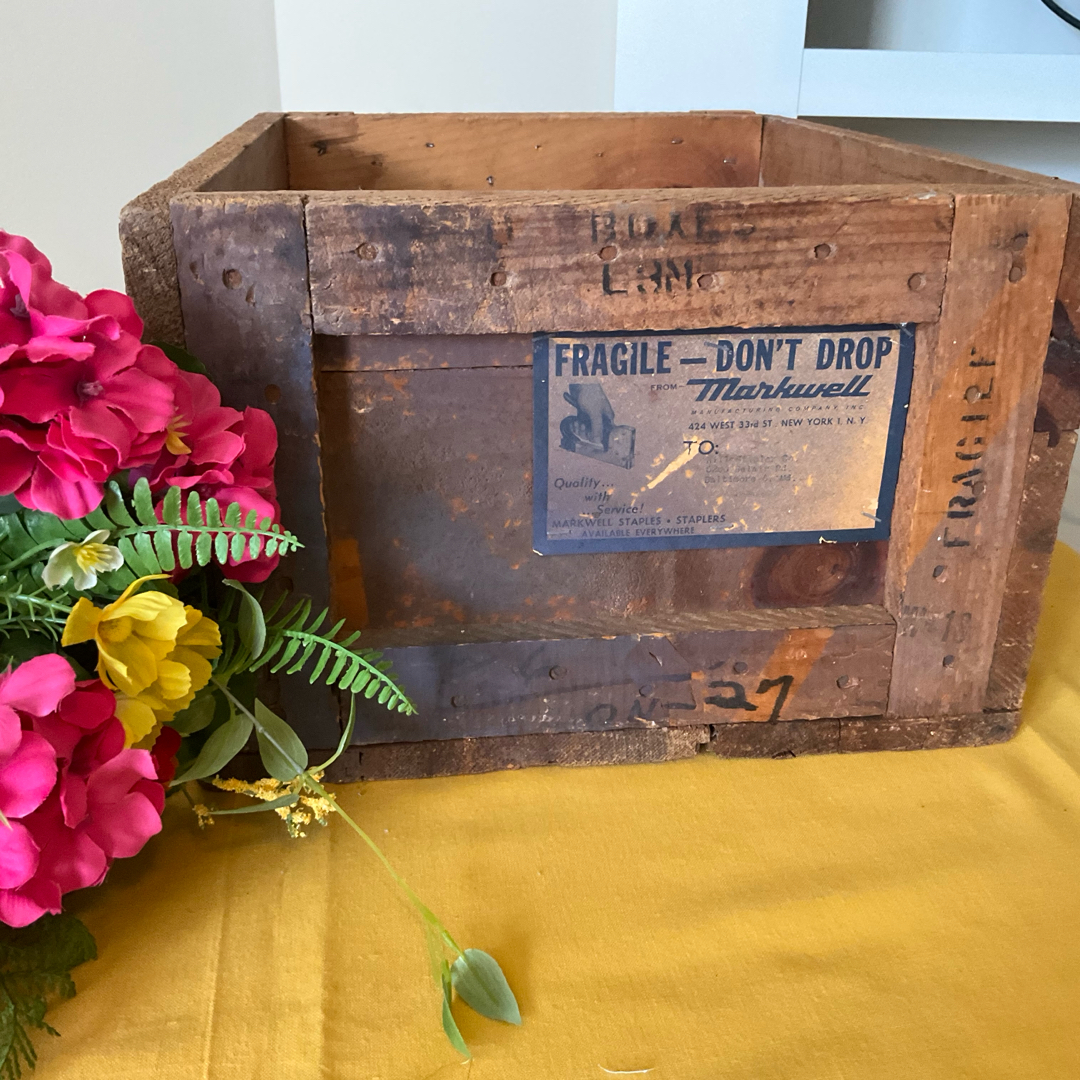 FRAGILE — DON'T DROP
FROM— Markwell
MANUFACTURING COMPANY INC.
424 WEST 33rd ST. NEW YORK 1, N. Y.
TO:
Baltimore
Quality...
with
Service!
MARKWELL STAPLES • STAPLERS
AVAILABLE EVERYWHERE
FRAGILE
27